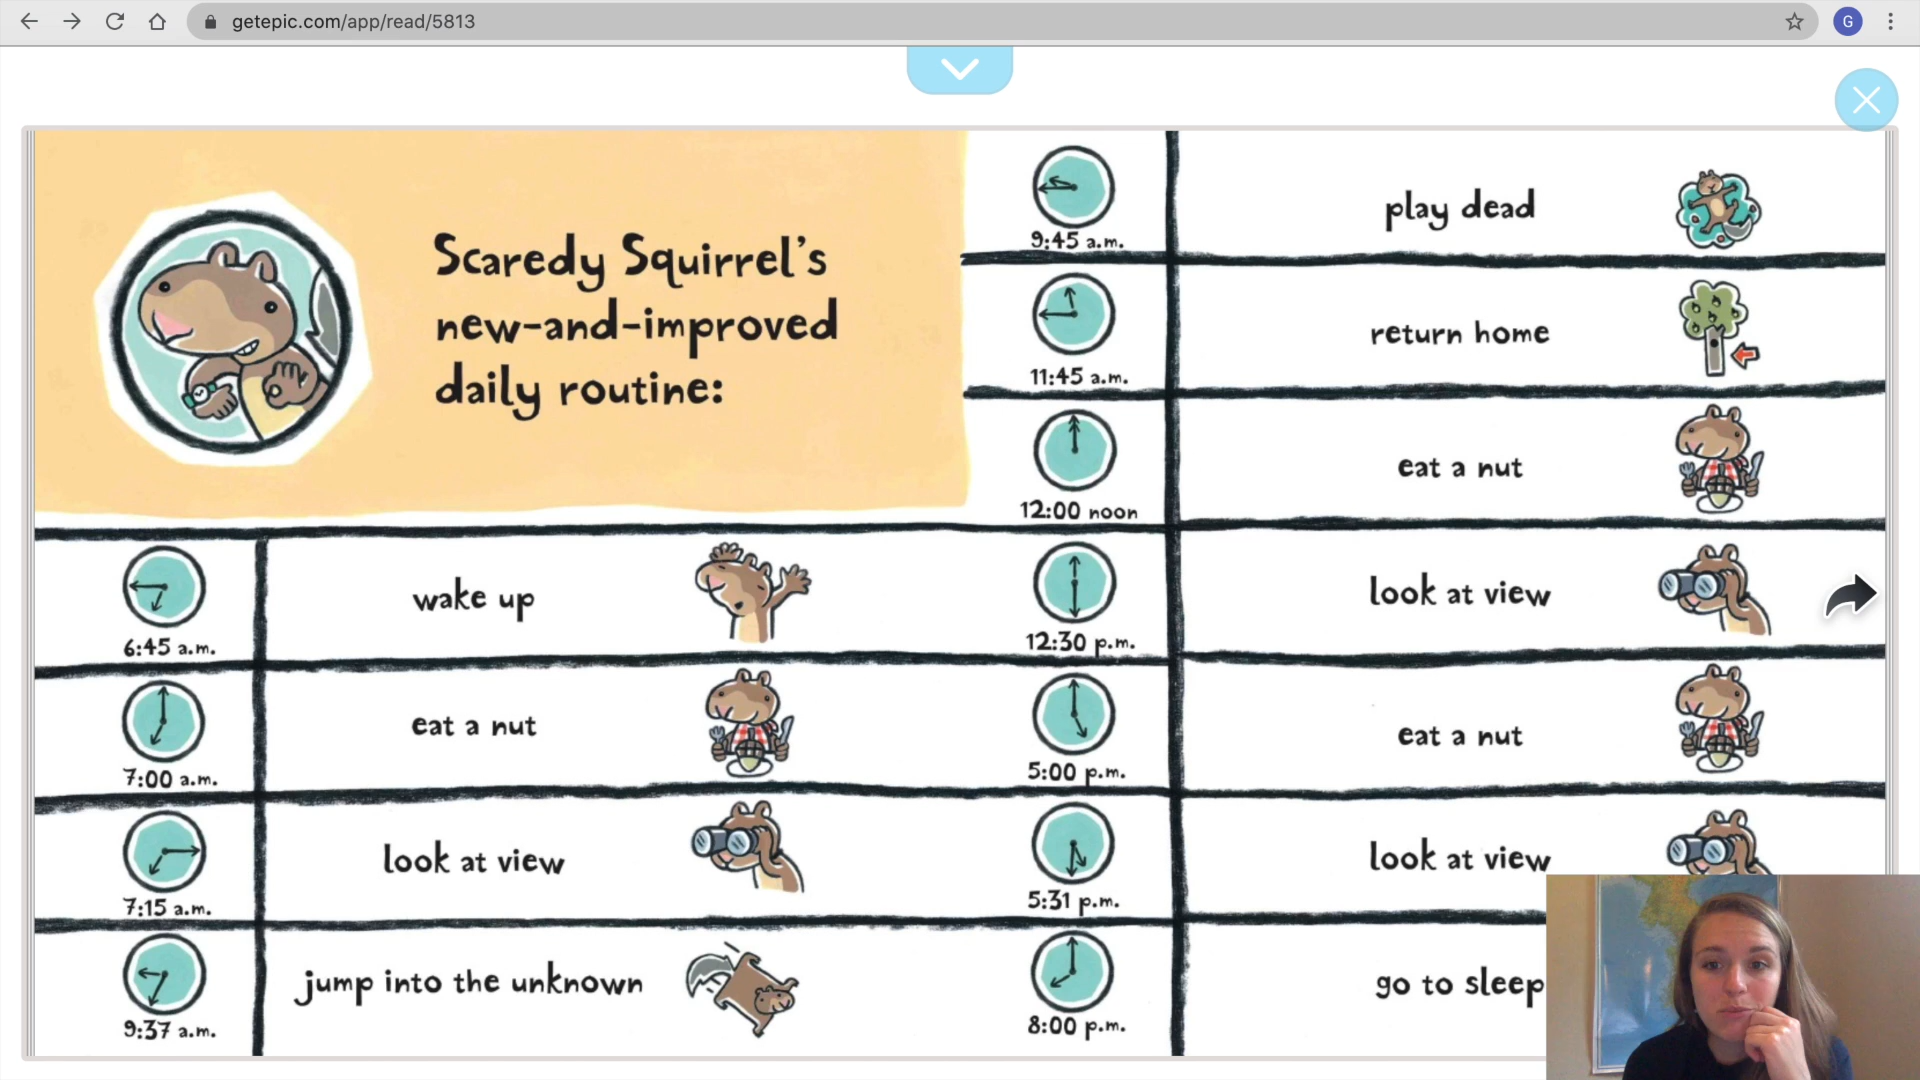 getepic.com/app/read/5813
G
Scaredy Squirrel's
new-and-improved
daily routine:
6:45 a.m.
wake up
7:00 a.m.
eat a nut
7:15 a.m.
look at view
9:37 a.m.
jump into the unknown
9:45 a.m.
play dead
11:45 a.m.
return home
12:00 noon
eat a nut
12:30 p.m.
look at view
5:00 p.m.
eat a nut
5:31 p.m.
look at view
8:00 p.m.
go to sleep